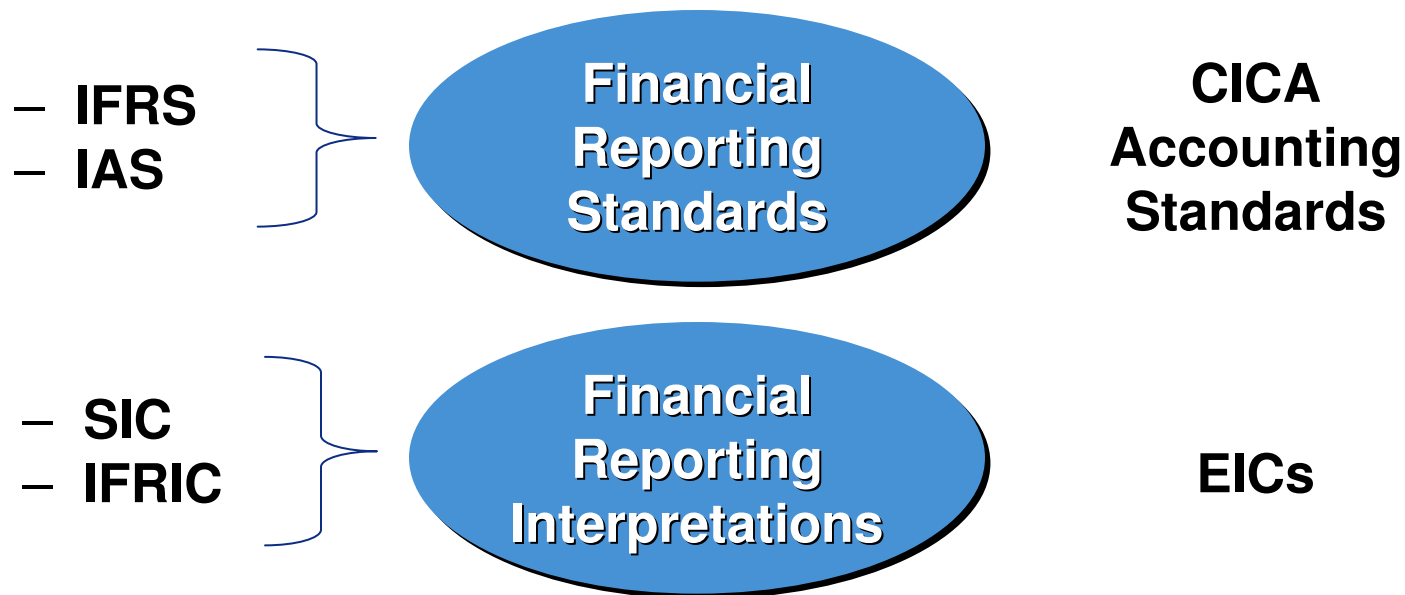 – IFRS
– IAS
Financial
Reporting
Standards
CICA
Accounting
Standards
– SIC
– IFRIC
Financial
Reporting
Interpretations
EICs